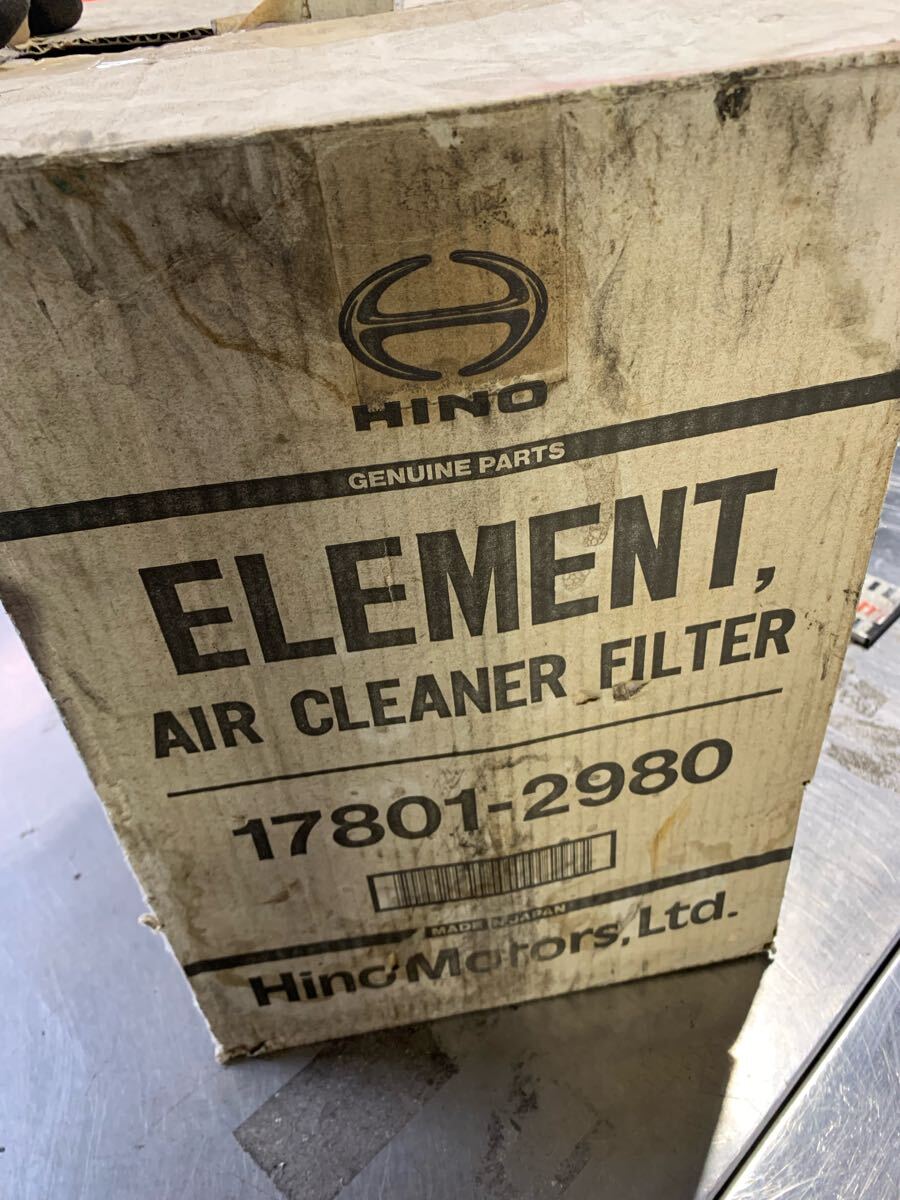 HINO
GENUINE PARTS
ELEMENT,
AIR CLEANER FILTER
17801-2980
MADE IN JAPAN
Hino Motors, Ltd.